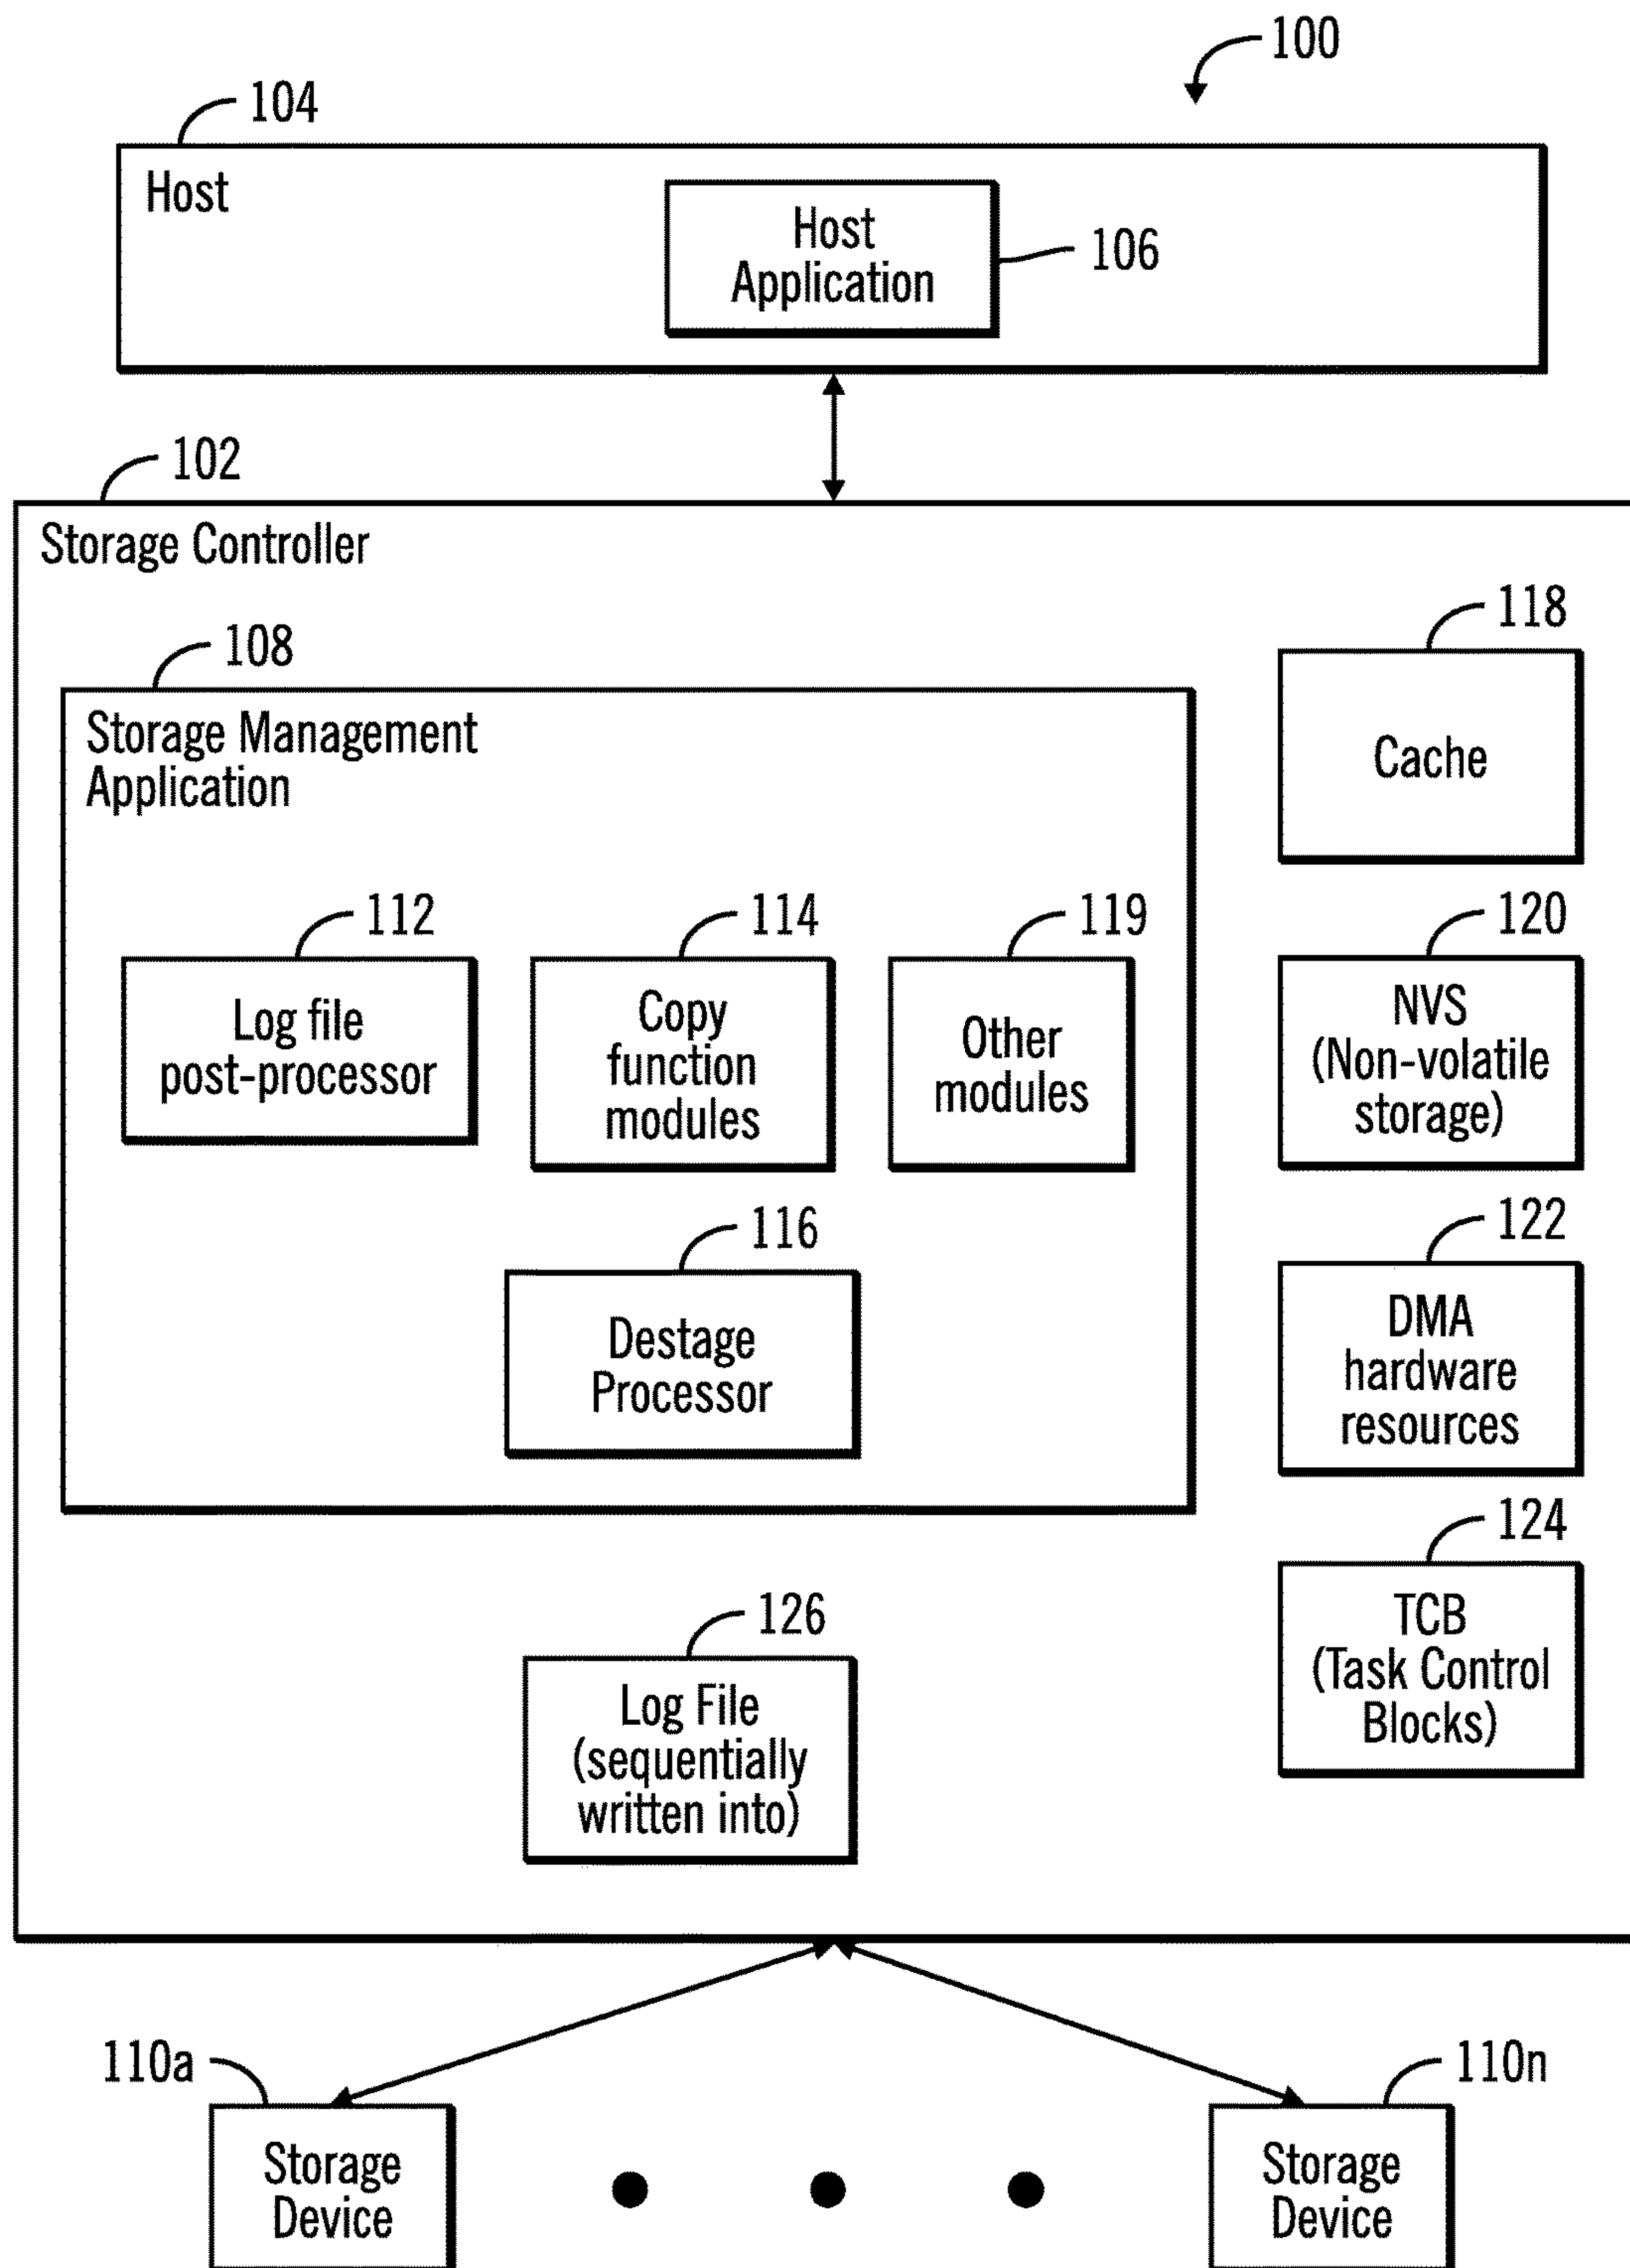 100
104
Host
Host
Application
106
102
Storage Controller
108
Storage Management
Application
118
Cache
112
Log file
post-processor
114
Copy
function
modules
119
Other
modules
120
NVS
(Non-volatile
storage)
116
Destage
Processor
122
DMA
hardware
resources
124
TCB
(Task Control
Blocks)
126
Log File
(sequentially
written into)
110a
Storage
Device
110n
Storage
Device